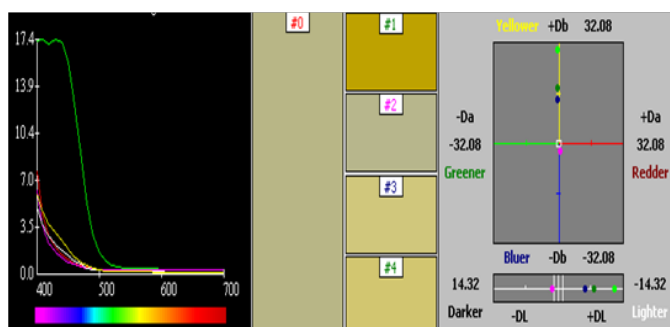 17.4
13.9
10.4
7.0
3.5
0.0
400 500 600 700
#0
#1
#2
#3
#4
Yellower +Db 32.08
-Da +Da
-32.08 32.08
Greener Redder
Bluer -Db -32.08
14.32 -14.32
Darker -DL +DL Lighter